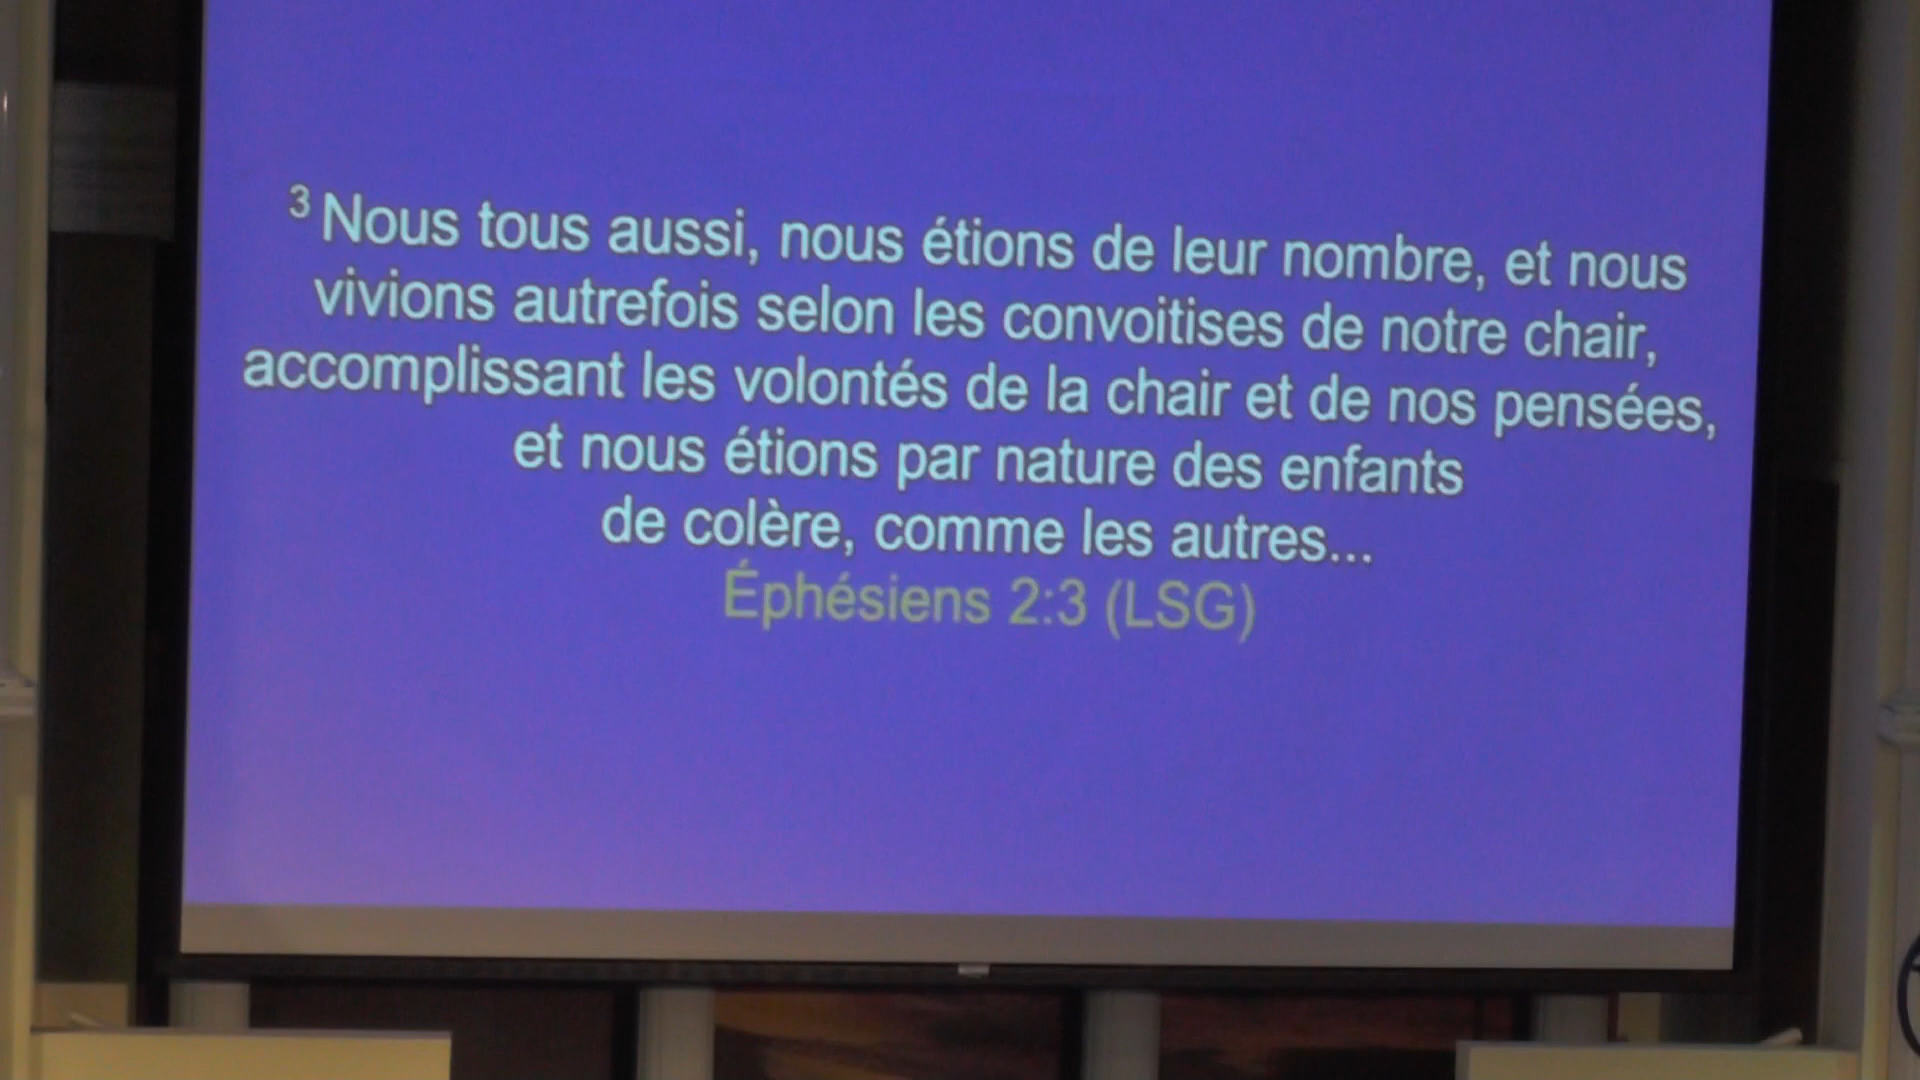 3 Nous tous aussi, nous étions de leur nombre, et nous
vivions autrefois selon les convoitises de notre chair,
accomplissant les volontés de la chair et de nos pensées,
et nous étions par nature des enfants
de colère, comme les autres...
Éphésiens 2:3 (LSG)